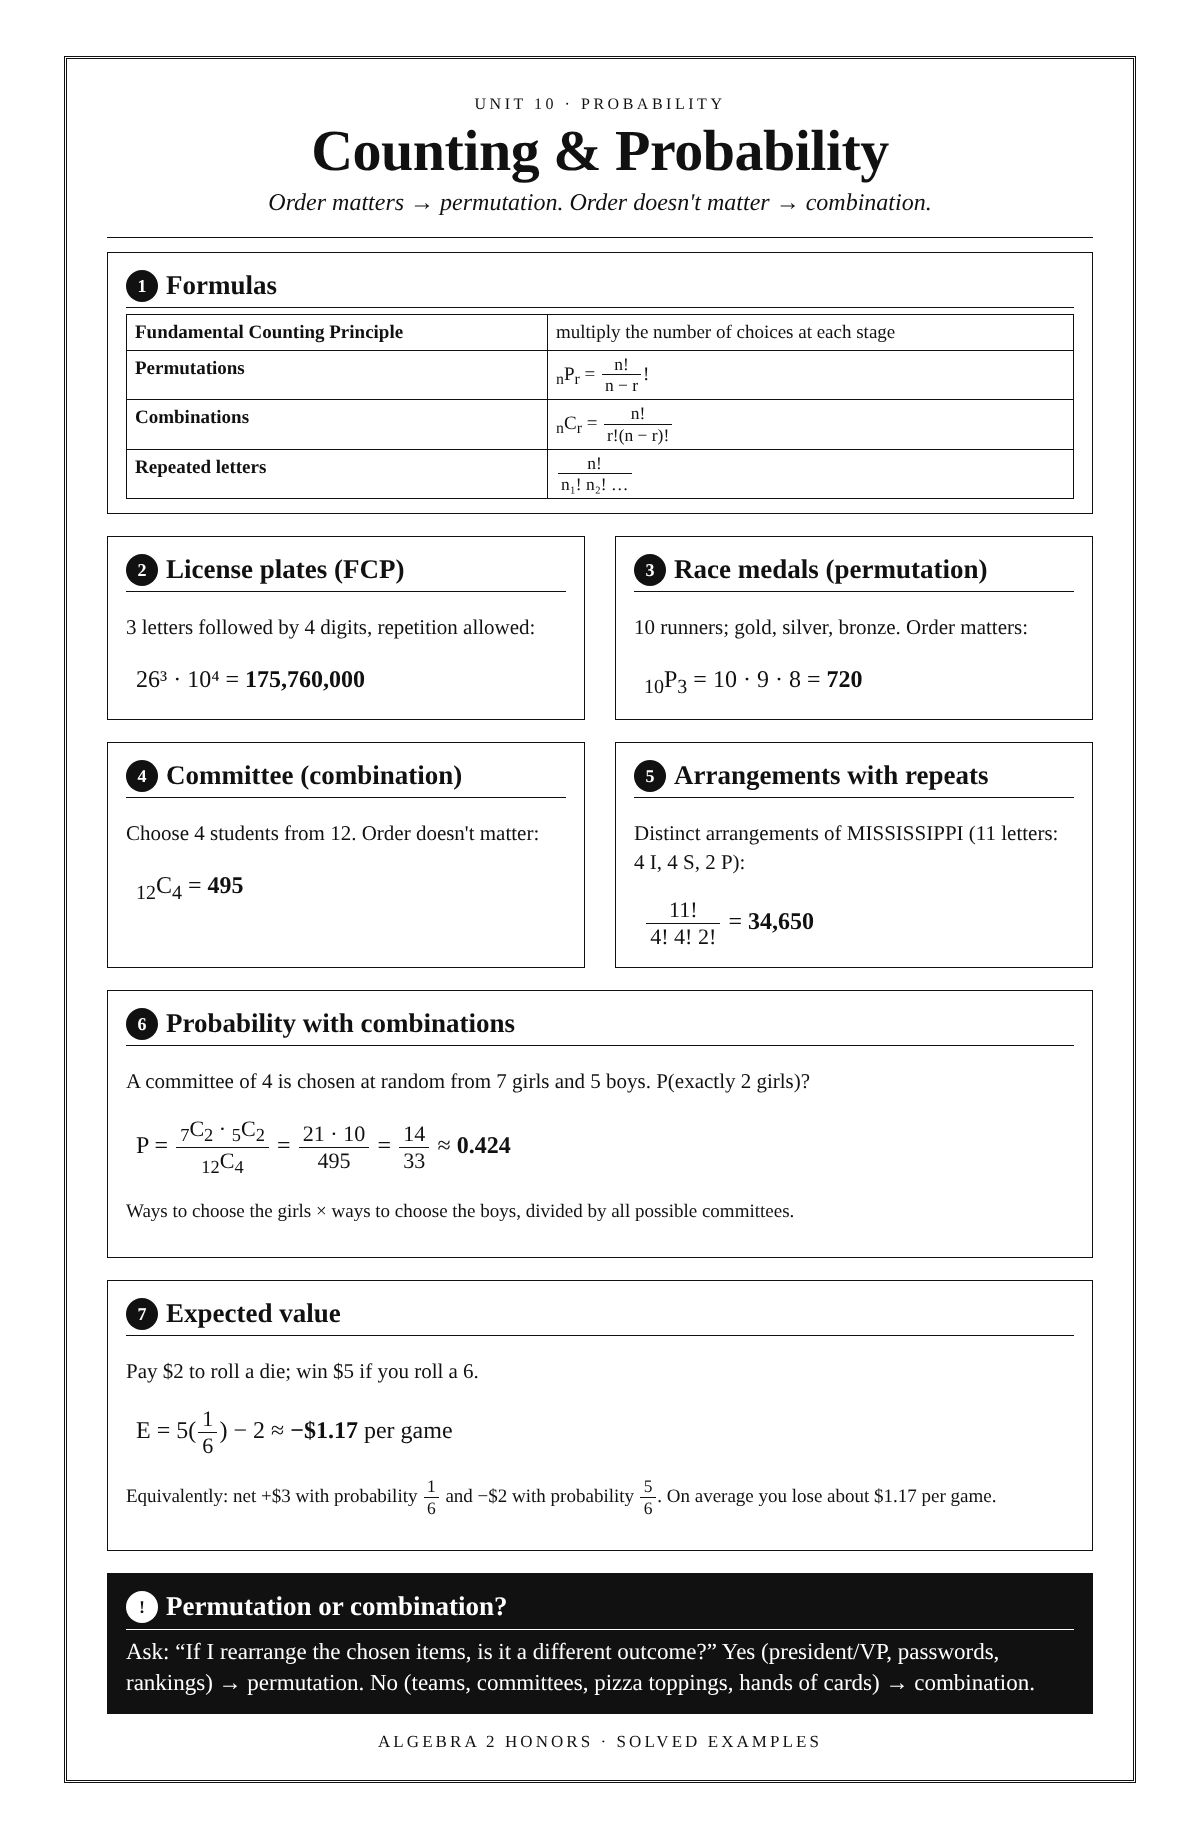 UNIT 10 · PROBABILITY
Counting & Probability
Order matters → permutation. Order doesn't matter → combination.
1 Formulas
Fundamental Counting Principle | multiply the number of choices at each stage
Permutations | ₙPᵣ = n!/(n − r) !
Combinations | ₙCᵣ = n!/(r!(n − r)!)
Repeated letters | n!/(n₁! n₂! …)
2 License plates (FCP)
3 letters followed by 4 digits, repetition allowed:
26³ · 10⁴ = 175,760,000
3 Race medals (permutation)
10 runners; gold, silver, bronze. Order matters:
₁₀P₃ = 10 · 9 · 8 = 720
4 Committee (combination)
Choose 4 students from 12. Order doesn't matter:
₁₂C₄ = 495
5 Arrangements with repeats
Distinct arrangements of MISSISSIPPI (11 letters:
4 I, 4 S, 2 P):
11!/(4! 4! 2!) = 34,650
6 Probability with combinations
A committee of 4 is chosen at random from 7 girls and 5 boys. P(exactly 2 girls)?
P = (₇C₂ · ₅C₂)/₁₂C₄ = (21 · 10)/495 = 14/33 ≈ 0.424
Ways to choose the girls × ways to choose the boys, divided by all possible committees.
7 Expected value
Pay $2 to roll a die; win $5 if you roll a 6.
E = 5(1/6) − 2 ≈ −$1.17 per game
Equivalently: net +$3 with probability 1/6 and −$2 with probability 5/6. On average you lose about $1.17 per game.
! Permutation or combination?
Ask: “If I rearrange the chosen items, is it a different outcome?” Yes (president/VP, passwords,
rankings) → permutation. No (teams, committees, pizza toppings, hands of cards) → combination.
ALGEBRA 2 HONORS · SOLVED EXAMPLES